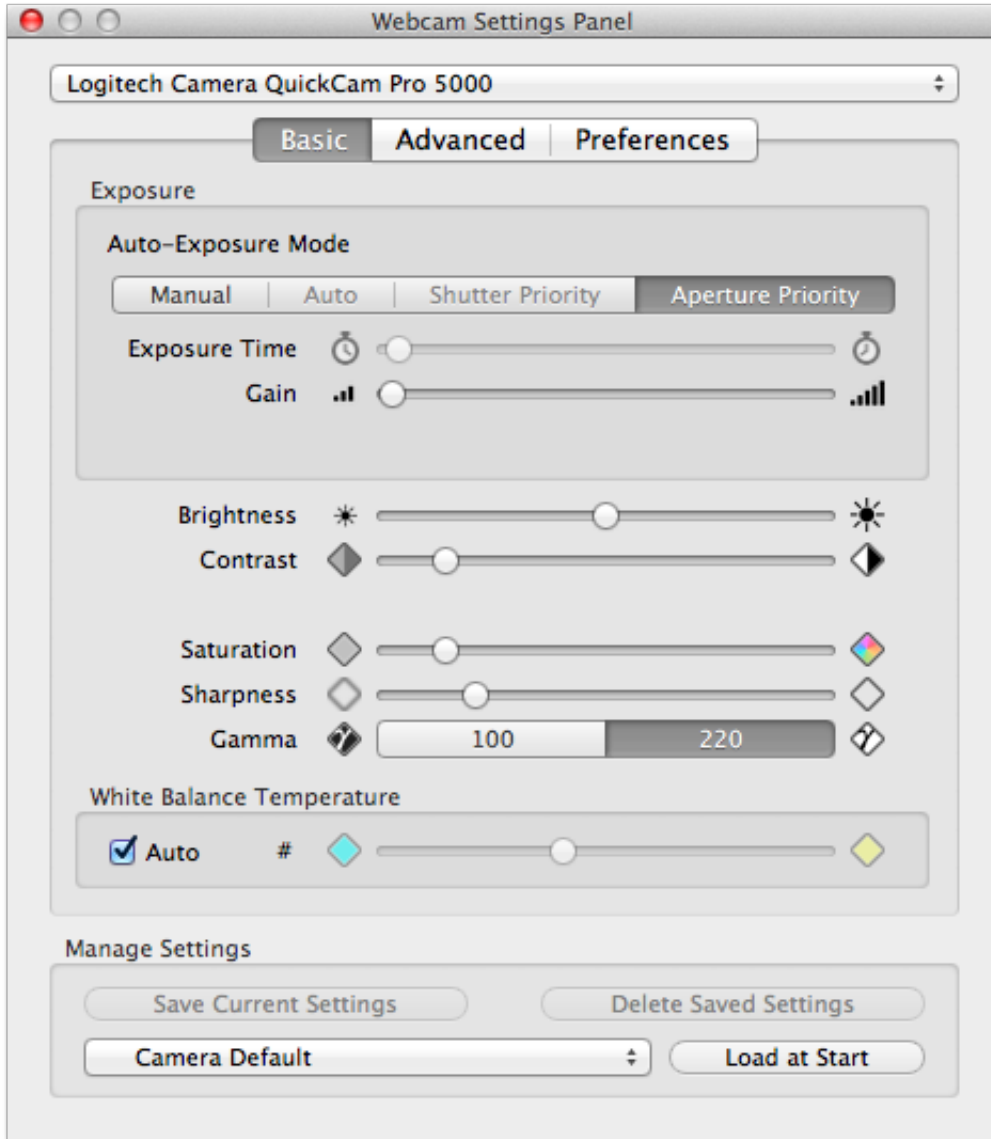 Webcam Settings Panel
Logitech Camera QuickCam Pro 5000
Basic Advanced Preferences
Exposure
Auto-Exposure Mode
Manual Auto Shutter Priority Aperture Priority
Exposure Time
Gain
Brightness
Contrast
Saturation
Sharpness
Gamma 100 220
White Balance Temperature
Auto #
Manage Settings
Save Current Settings Delete Saved Settings
Camera Default Load at Start